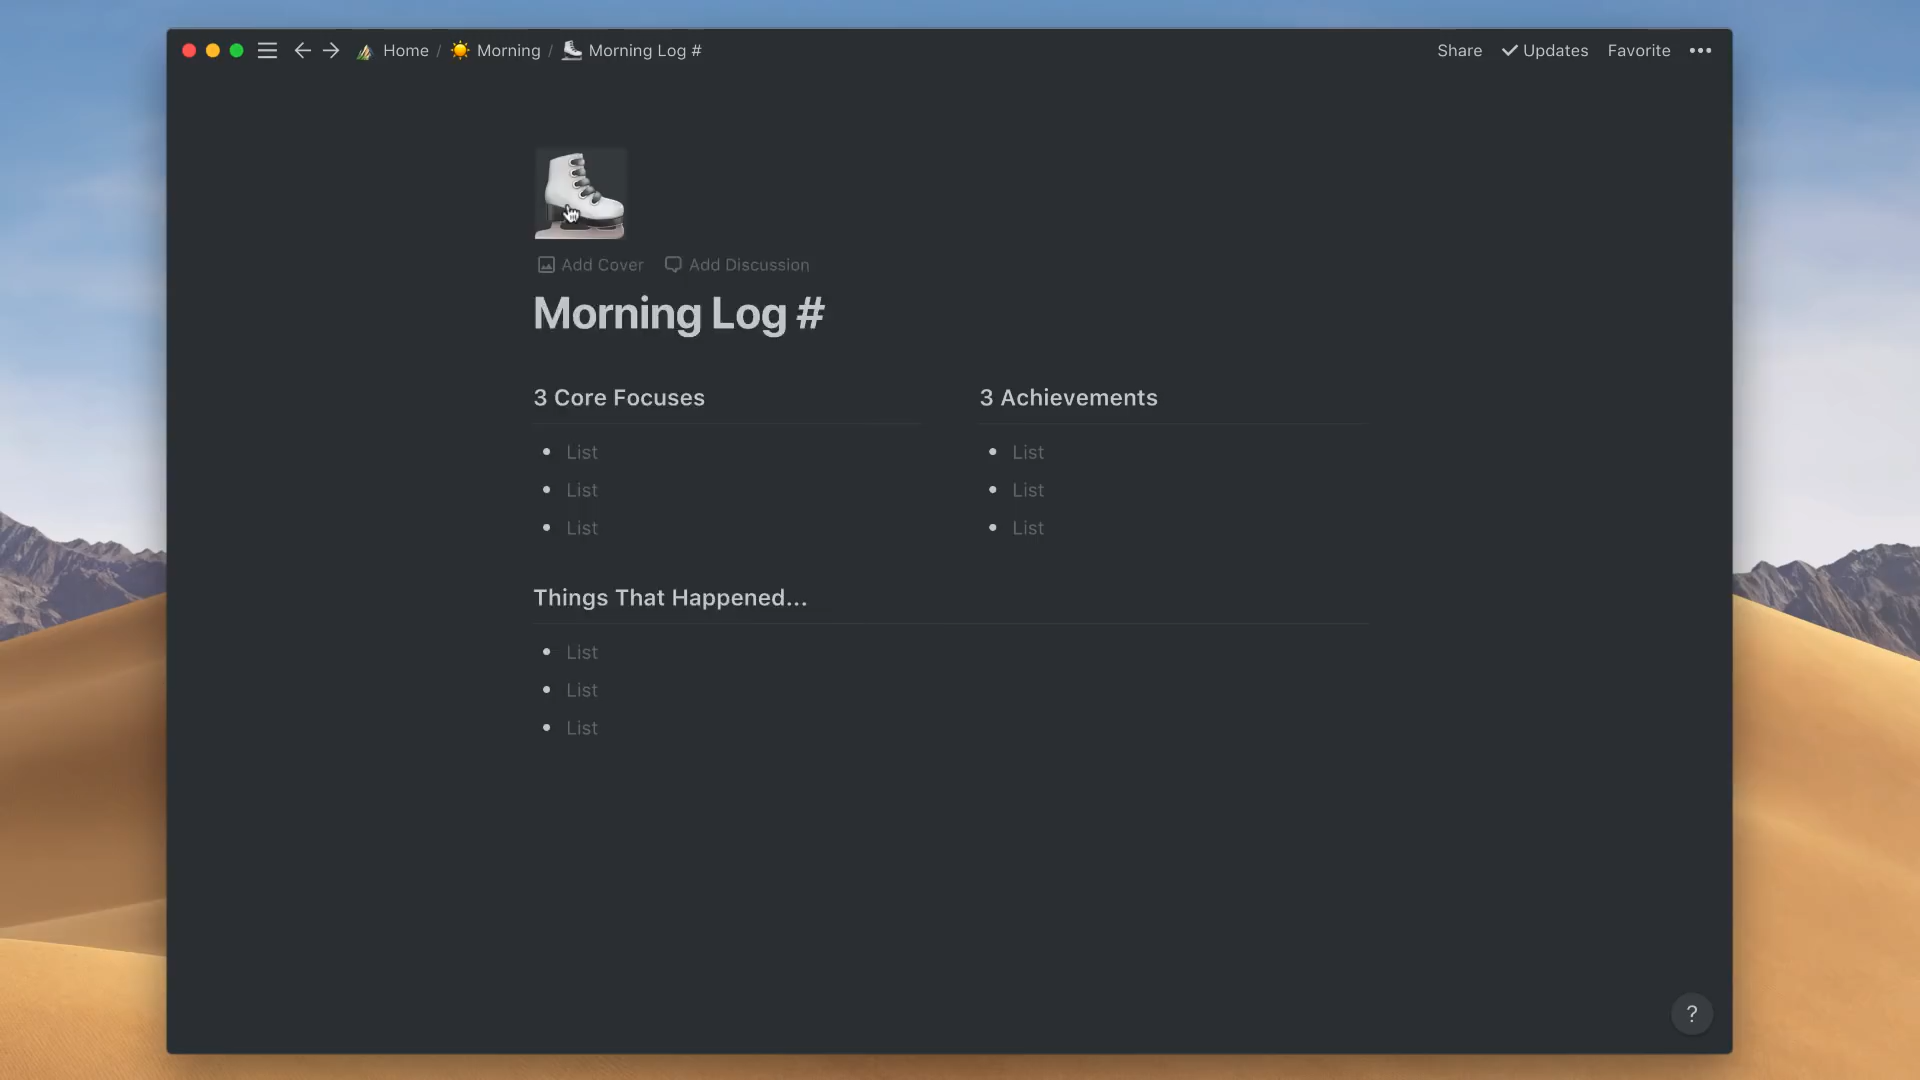 Home / Morning / Morning Log #
Share Updates Favorite •••
Add Cover Add Discussion
Morning Log #
3 Core Focuses
• List
• List
• List
3 Achievements
• List
• List
• List
Things That Happened...
• List
• List
• List
?